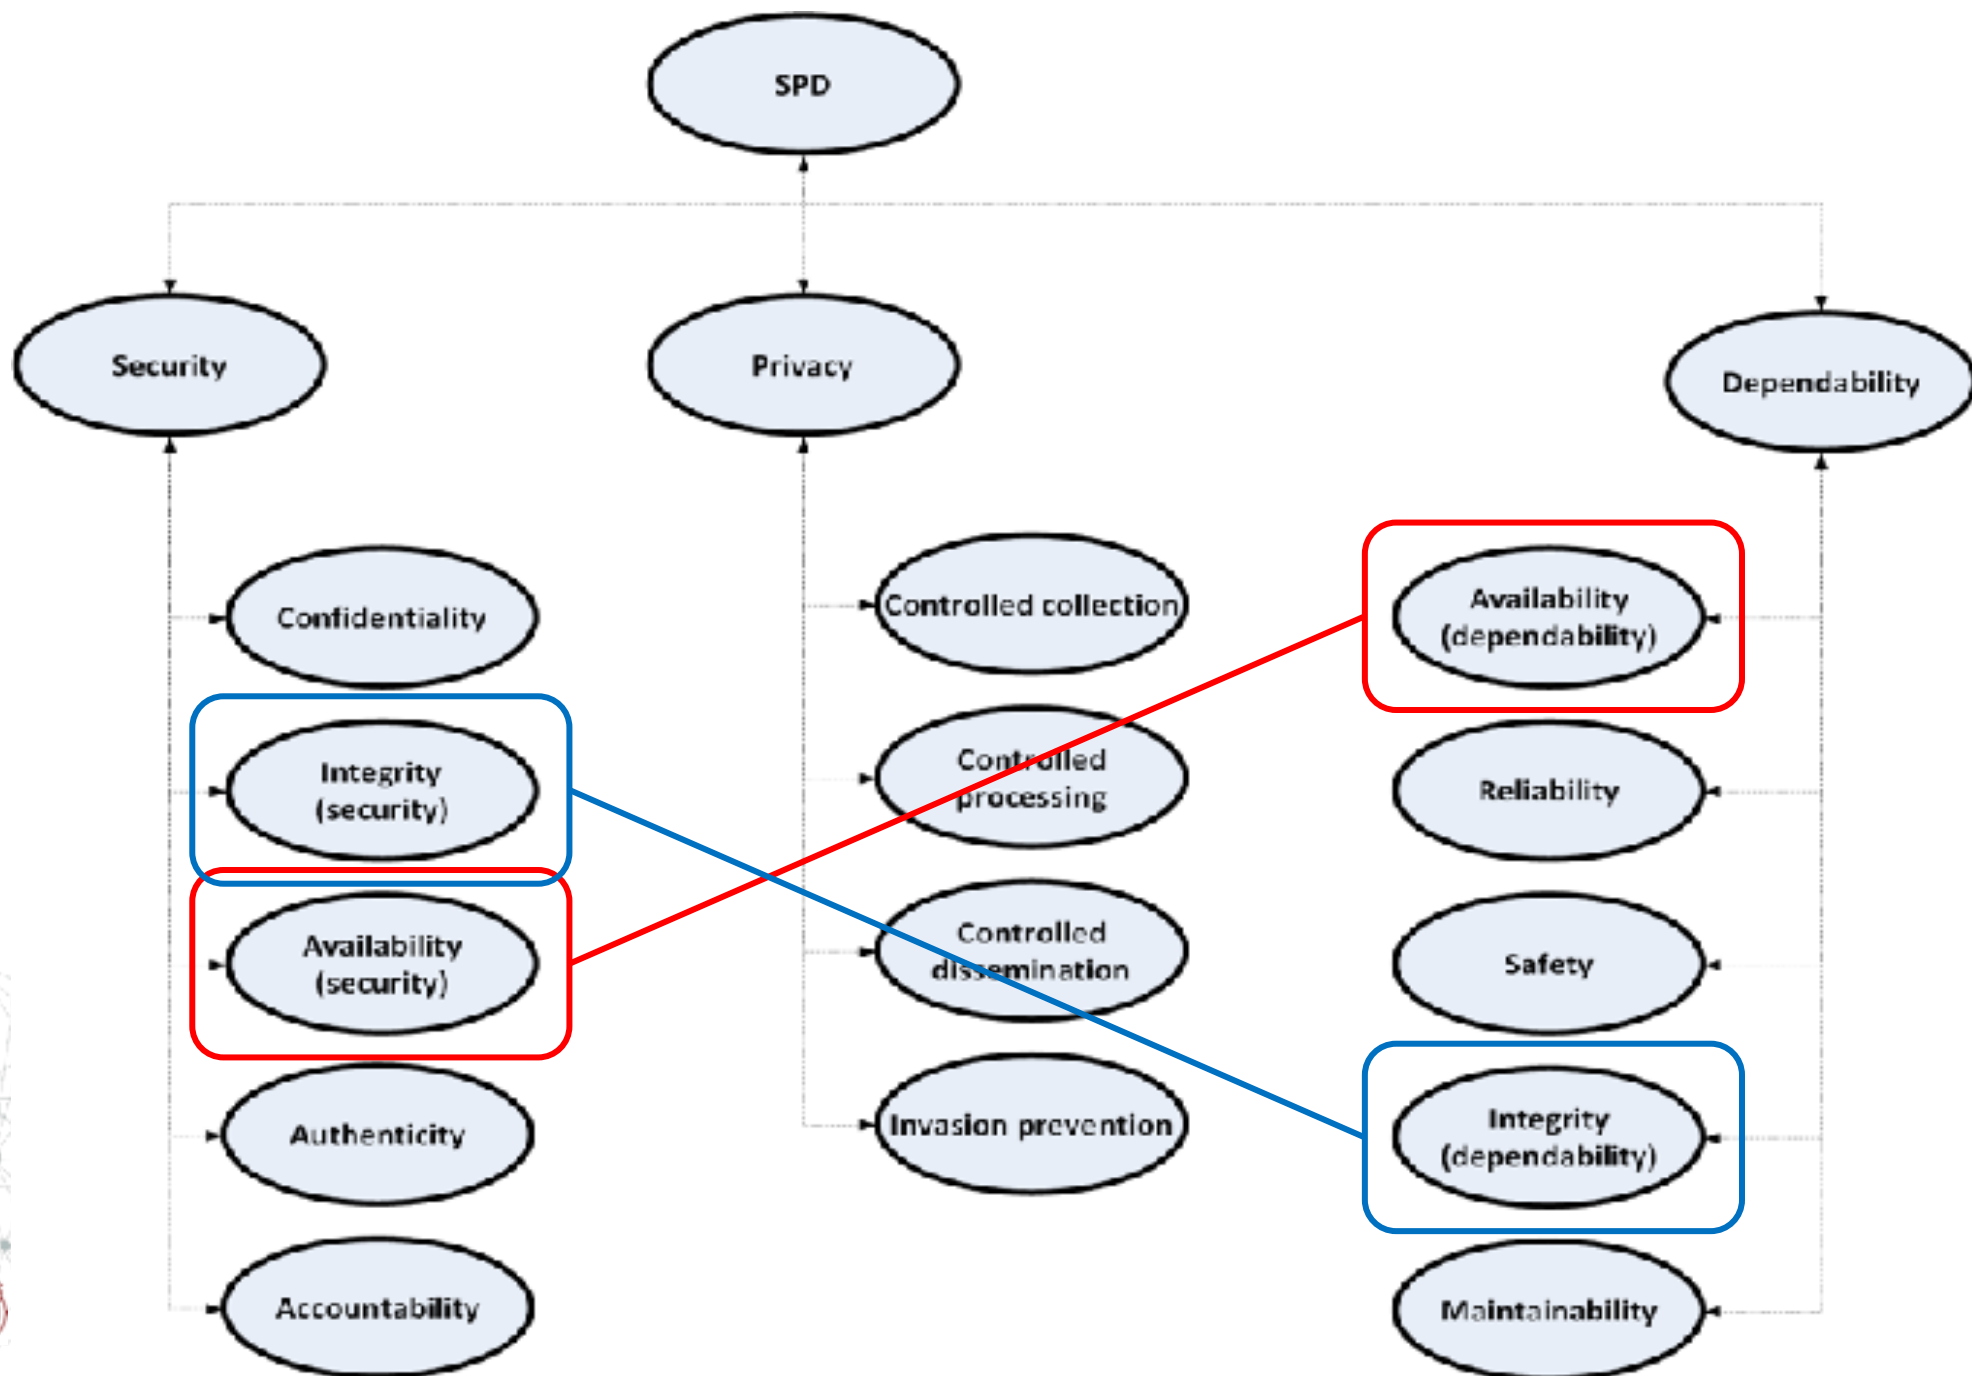 SPD
Security
Privacy
Dependability
Confidentiality
Integrity
(security)
Availability
(security)
Authenticity
Accountability
Controlled collection
Controlled
processing
Controlled
dissemination
Invasion prevention
Availability
(dependability)
Reliability
Safety
Integrity
(dependability)
Maintainability